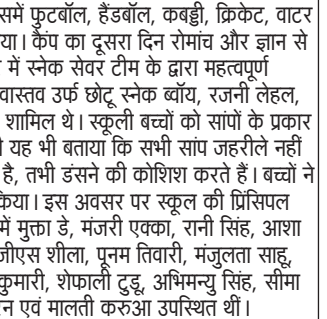 समें फुटबॉल, हैंडबॉल, कबड्डी, क्रिकेट, वाटर
या। कैंप का दूसरा दिन रोमांच और ज्ञान से
में स्नेक सेवर टीम के द्वारा महत्वपूर्ण
वास्तव उर्फ छोटू स्नेक ब्वॉय, रजनी लेहल,
शामिल थे। स्कूली बच्चों को सांपों के प्रकार
यह भी बताया कि सभी सांप जहरीले नहीं
है, तभी डंसने की कोशिश करते हैं। बच्चों ने
किया। इस अवसर पर स्कूल की प्रिंसिपल
में मुक्ता डे, मंजरी एक्का, रानी सिंह, आशा
जीएस शीला, पूनम तिवारी, मंजुलता साहू,
कुमारी, शेफाली टुडू, अभिमन्यु सिंह, सीमा
एवं मालती करुआ उपस्थित थीं।